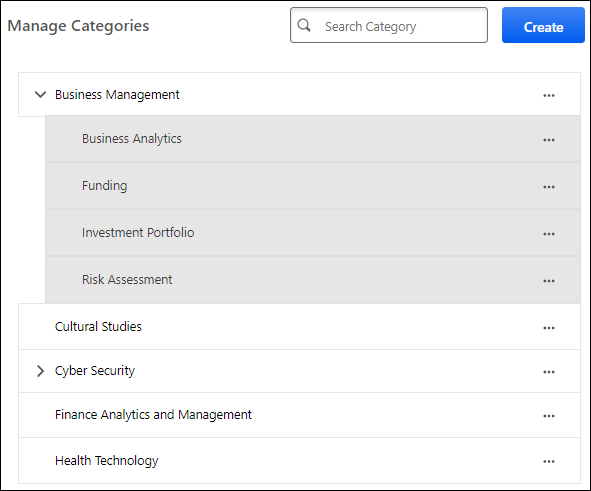 Manage Categories
Search Category
Create
Business Management
Business Analytics
Funding
Investment Portfolio
Risk Assessment
Cultural Studies
Cyber Security
Finance Analytics and Management
Health Technology